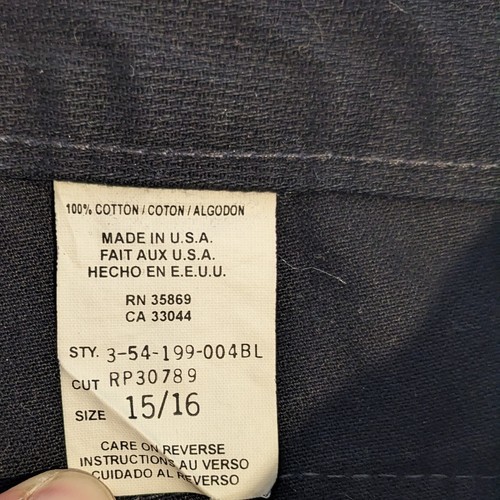 100% COTTON / COTON / ALGODON
MADE IN U.S.A.
FAIT AUX U.S.A.
HECHO EN E.E.U.U.
RN 35869
CA 33044
STY. 3-54-199-004BL
CUT RP30789
SIZE 15/16
CARE ON REVERSE
INSTRUCTIONS AU VERSO
CUIDADO AL REVERSO